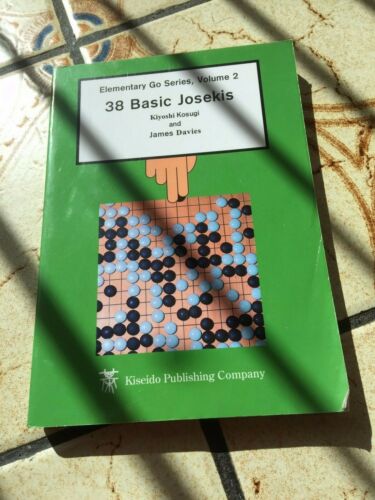 Elementary Go Series, Volume 2
38 Basic Josekis
Kiyoshi Kosugi
and
James Davies
Kiseido Publishing Company